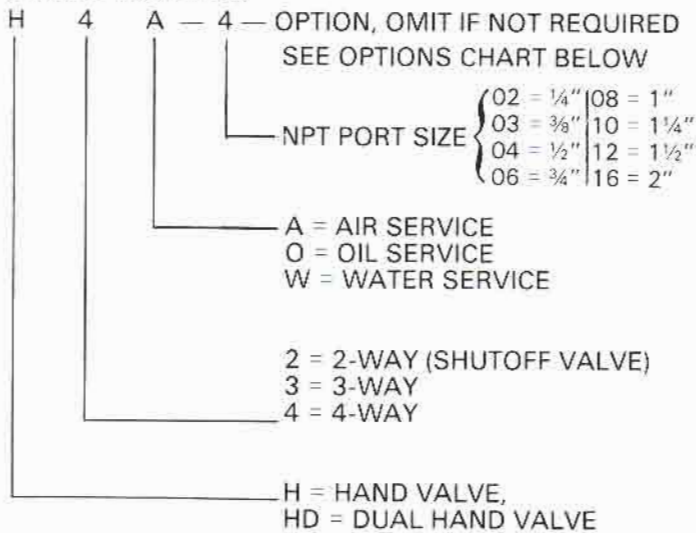 H 4 A — 4 — OPTION, OMIT IF NOT REQUIRED
SEE OPTIONS CHART BELOW
NPT PORT SIZE
02 = ¼" 08 = 1"
03 = ⅜" 10 = 1¼"
04 = ½" 12 = 1½"
06 = ¾" 16 = 2"
A = AIR SERVICE
O = OIL SERVICE
W = WATER SERVICE
2 = 2-WAY (SHUTOFF VALVE)
3 = 3-WAY
4 = 4-WAY
H = HAND VALVE,
HD = DUAL HAND VALVE